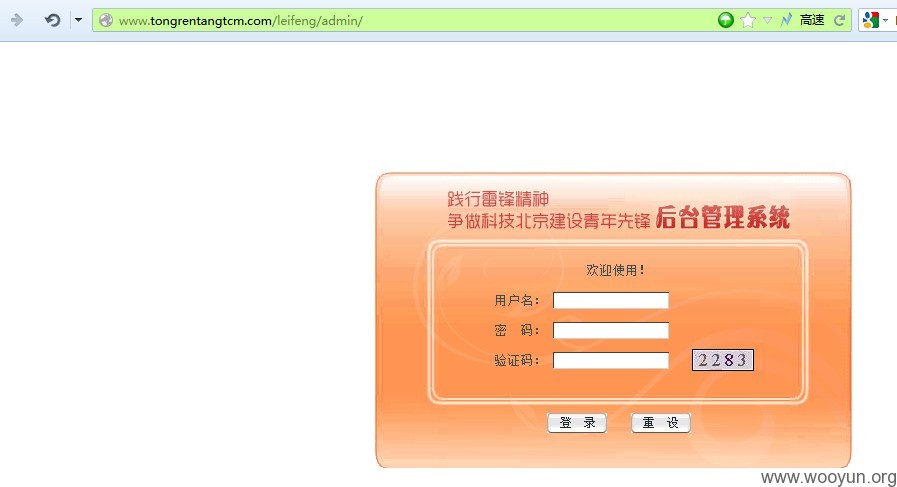 www.tongrentangtcm.com/leifeng/admin/ 高速
践行雷锋精神
争做科技北京建设青年先锋 后台管理系统
欢迎使用！
用户名：
密 码：
验证码： 2283
登 录 重 设
www.wooyun.org